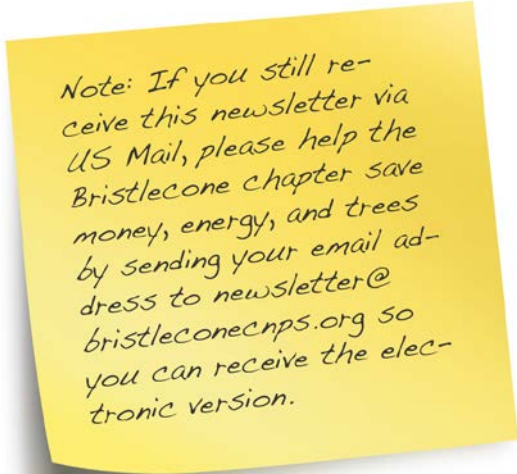 Note: If you still re-
ceive this newsletter via
US Mail, please help the
Bristlecone chapter save
money, energy, and trees
by sending your email ad-
dress to newsletter@
bristleconecnps.org so
you can receive the elec-
tronic version.